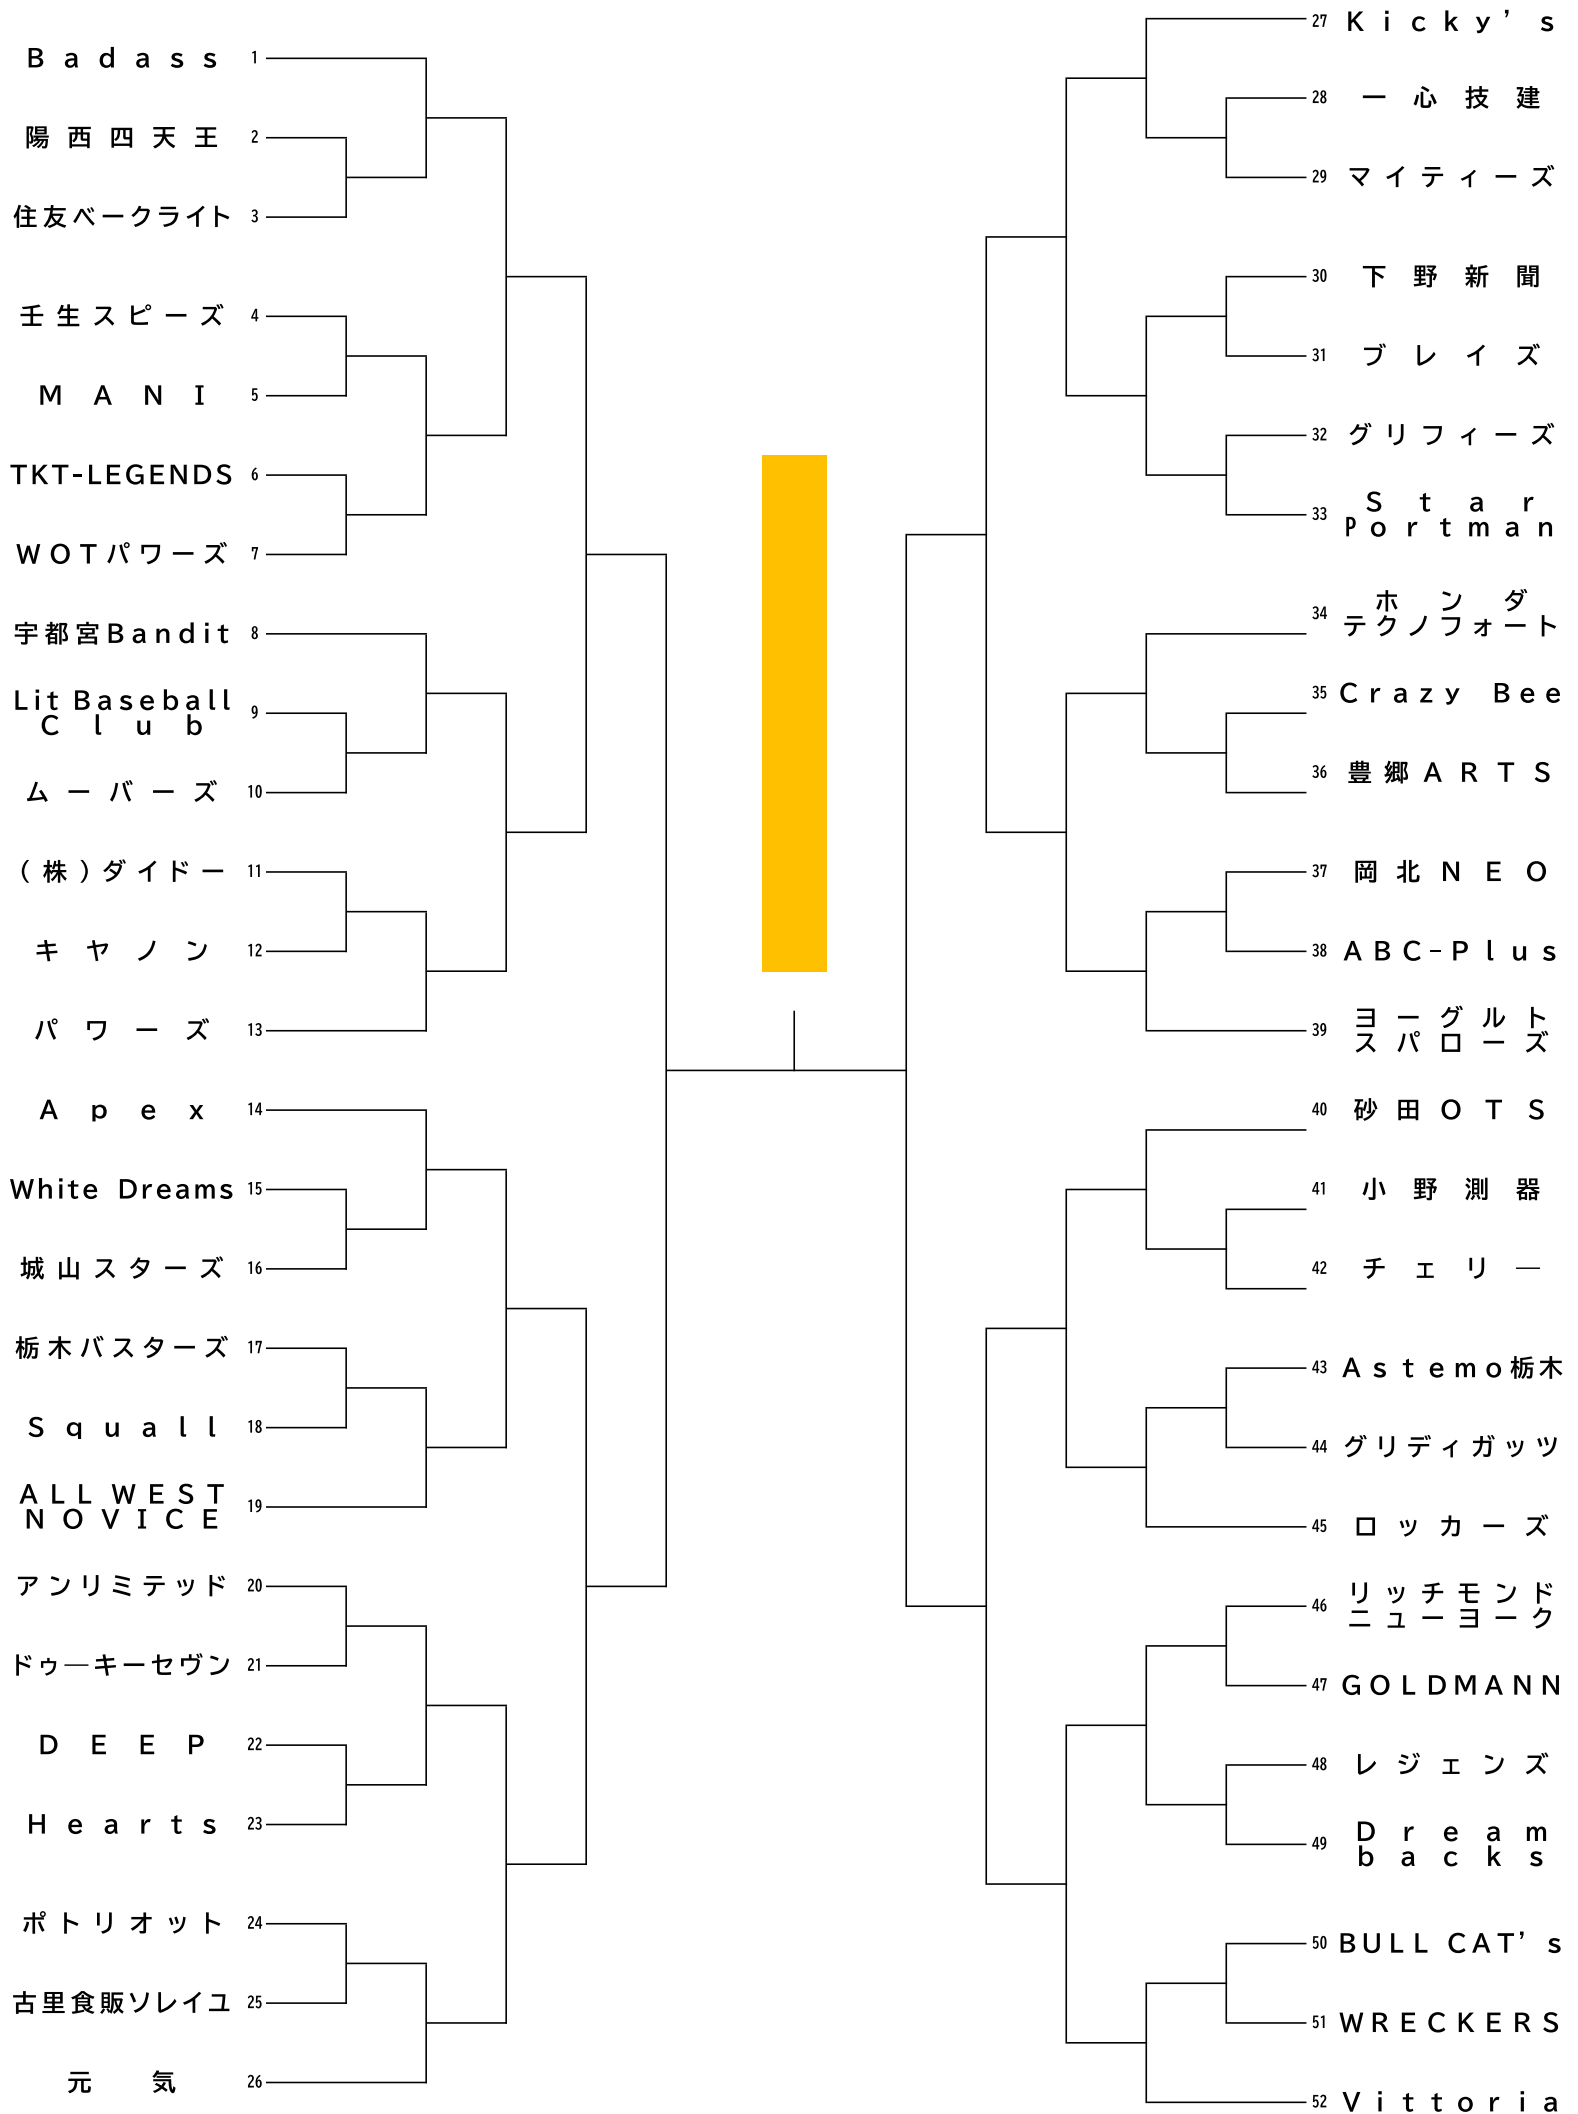 Badass 1
陽西四天王 2
住友ベークライト 3
壬生スピーズ 4
MANI 5
TKT-LEGENDS 6
WOTパワーズ 7
宇都宮Bandit 8
Lit Baseball
Club 9
ムーバーズ 10
(株)ダイドー 11
キヤノン 12
パワーズ 13
Apex 14
White Dreams 15
城山スターズ 16
栃木バスターズ 17
Squall 18
ALL WEST
NOVICE 19
アンリミテッド 20
ドゥ―キーセヴン 21
DEEP 22
Hearts 23
ポトリオット 24
古里食販ソレイユ 25
元気 26
27 Kicky’s
28 一心技建
29 マイティーズ
30 下野新聞
31 ブレイズ
32 グリフィーズ
33 Star
Portman
34 ホンダ
テクノフォート
35 Crazy Bee
36 豊郷ARTS
37 岡北NEO
38 ABC-Plus
39 ヨーグルト
スパローズ
40 砂田OTS
41 小野測器
42 チェリ―
43 Astemo栃木
44 グリディガッツ
45 ロッカーズ
46 リッチモンド
ニューヨーク
47 GOLDMANN
48 レジェンズ
49 Dream
backs
50 BULL CAT’s
51 WRECKERS
52 Vittoria